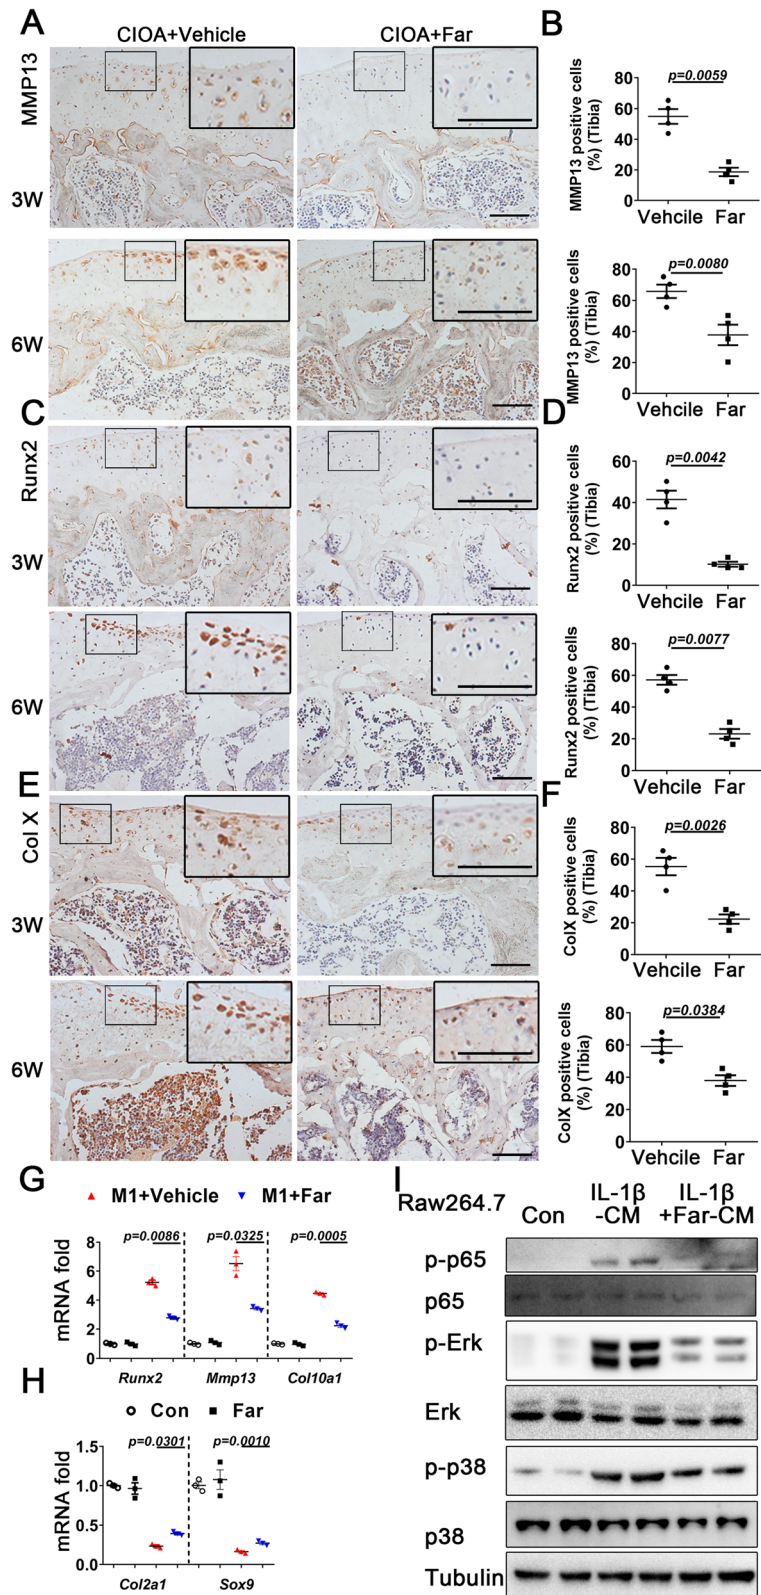 A
CIOA+Vehicle
CIOA+Far
MMP13
3W
6W
B
MMP13 positive cells
(%) (Tibia)
80
60
40
20
0
p=0.0059
Vehcile
Far
MMP13 positive cells
(%) (Tibia)
80
60
40
20
0
p=0.0080
Vehcile
Far
C
Runx2
3W
6W
D
Runx2 positive cells
(%) (Tibia)
60
40
20
0
p=0.0042
Vehcile
Far
Runx2 positive cells
(%) (Tibia)
80
60
40
20
0
p=0.0077
Vehcile
Far
E
Col X
3W
6W
F
ColX positive cells
(%) (Tibia)
80
60
40
20
0
p=0.0026
Vehcile
Far
ColX positive cells
(%) (Tibia)
80
60
40
20
0
p=0.0384
Vehcile
Far
G
M1+Vehicle
M1+Far
mRNA fold
8
6
4
2
0
p=0.0086
p=0.0325
p=0.0005
Runx2
Mmp13
Col10a1
H
Con
Far
mRNA fold
1.5
1.0
0.5
0.0
p=0.0301
p=0.0010
Col2a1
Sox9
I
Raw264.7
Con
IL-1β
-CM
IL-1β
+Far-CM
p-p65
p65
p-Erk
Erk
p-p38
p38
Tubulin